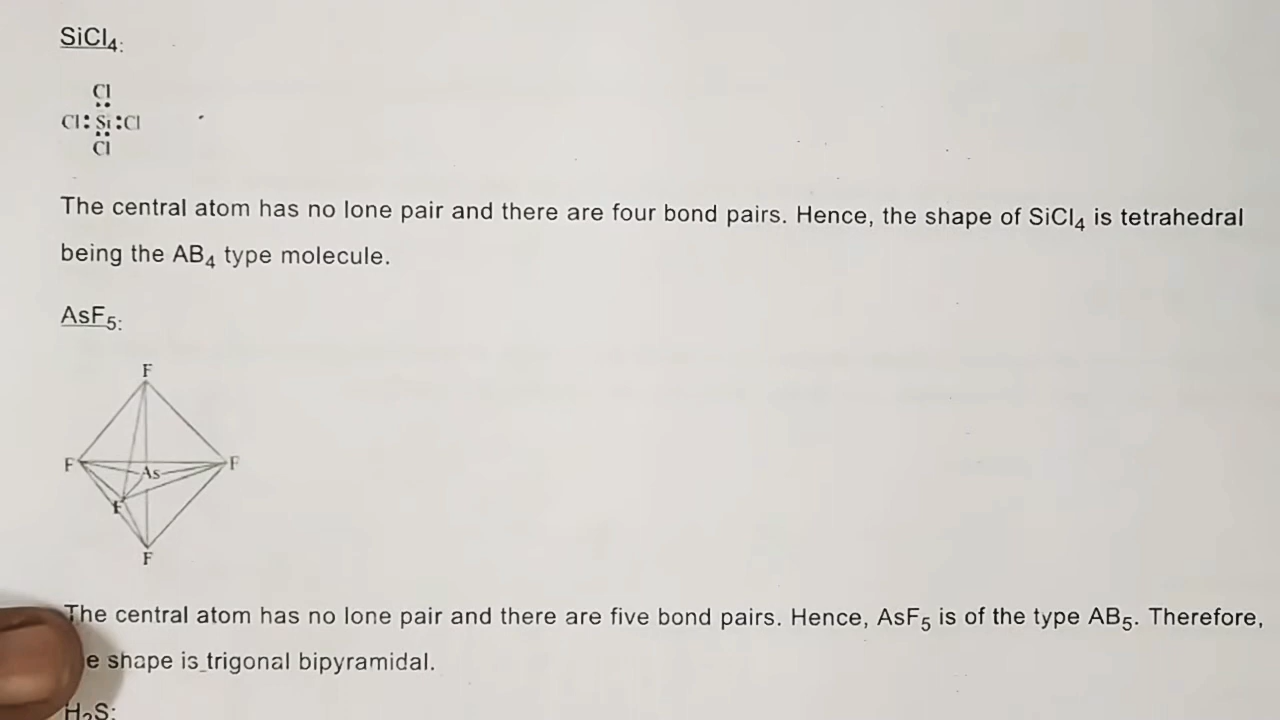 SiCl4:
Cl
Cl:Si:Cl
Cl
The central atom has no lone pair and there are four bond pairs. Hence, the shape of SiCl4 is tetrahedral
being the AB4 type molecule.
AsF5:
F
F As F
F
F
The central atom has no lone pair and there are five bond pairs. Hence, AsF5 is of the type AB5. Therefore,
shape is trigonal bipyramidal.
H2S: